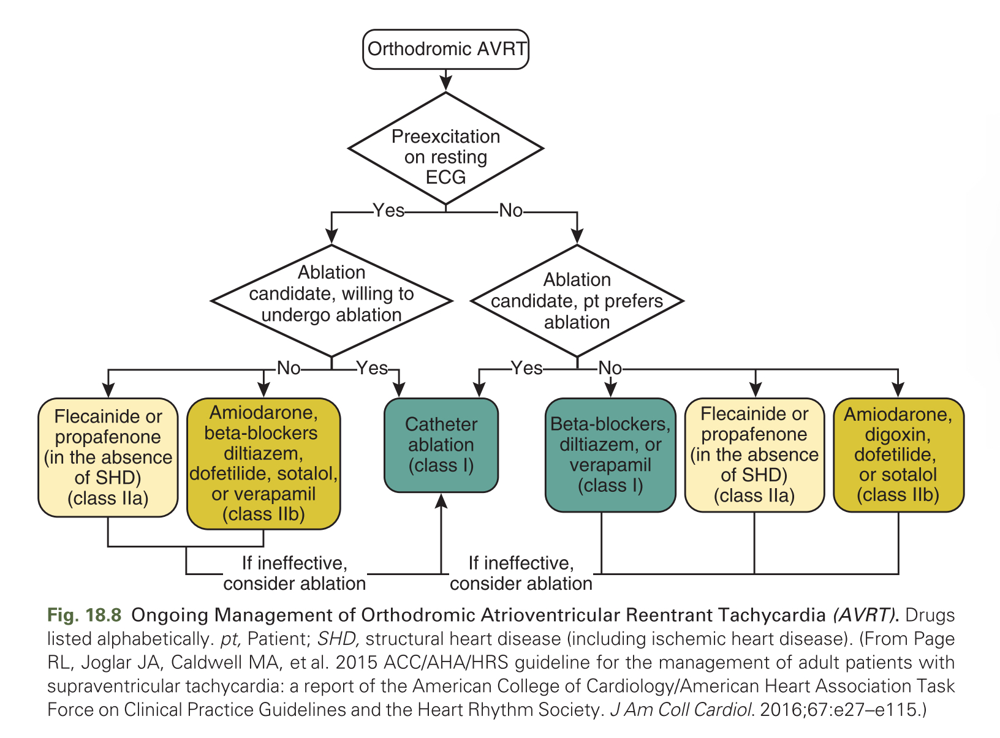 Orthodromic AVRT
Preexcitation
on resting
ECG
Yes
No
Ablation
candidate, willing to
undergo ablation
Ablation
candidate, pt prefers
ablation
No
Yes
Yes
No
Flecainide or
propafenone
(in the absence
of SHD)
(class IIa)
Amiodarone,
beta-blockers
diltiazem,
dofetilide, sotalol,
or verapamil
(class IIb)
Catheter
ablation
(class I)
Beta-blockers,
diltiazem, or
verapamil
(class I)
Flecainide or
propafenone
(in the absence
of SHD)
(class IIa)
Amiodarone,
digoxin,
dofetilide,
or sotalol
(class IIb)
If ineffective,
consider ablation
If ineffective,
consider ablation
Fig. 18.8 Ongoing Management of Orthodromic Atrioventricular Reentrant Tachycardia (AVRT). Drugs
listed alphabetically. pt, Patient; SHD, structural heart disease (including ischemic heart disease). (From Page
RL, Joglar JA, Caldwell MA, et al. 2015 ACC/AHA/HRS guideline for the management of adult patients with
supraventricular tachycardia: a report of the American College of Cardiology/American Heart Association Task
Force on Clinical Practice Guidelines and the Heart Rhythm Society. J Am Coll Cardiol. 2016;67:e27–e115.)